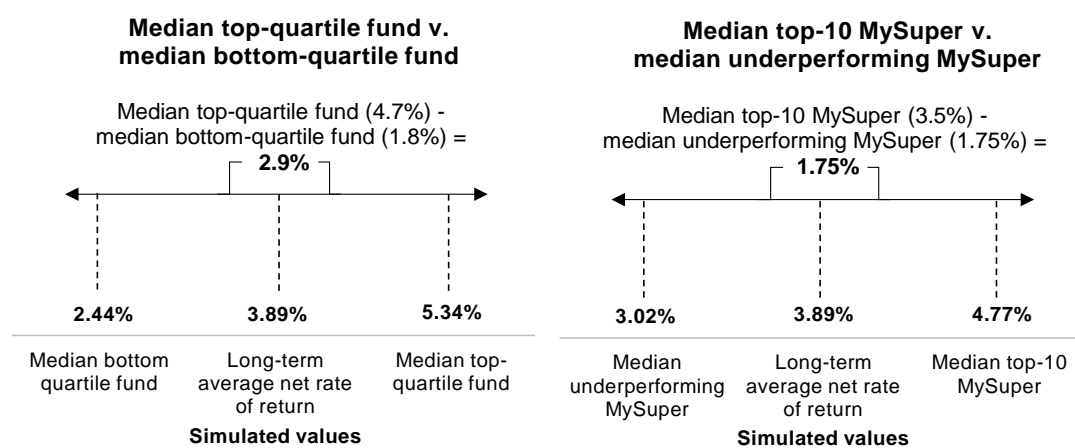 Median top-quartile fund v.
median bottom-quartile fund
Median top-quartile fund (4.7%) -
median bottom-quartile fund (1.8%) =
2.9%
2.44%
3.89%
5.34%
Median bottom
quartile fund
Long-term
average net rate
of return
Median top-
quartile fund
Simulated values
Median top-10 MySuper v.
median underperforming MySuper
Median top-10 MySuper (3.5%) -
median underperforming MySuper (1.75%) =
1.75%
3.02%
3.89%
4.77%
Median
underperforming
MySuper
Long-term
average net rate
of return
Median top-10
MySuper
Simulated values